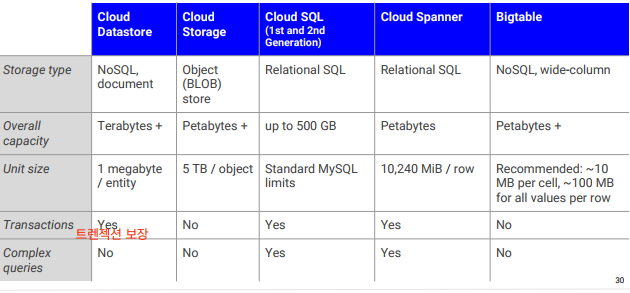 Cloud Datastore
Cloud Storage
Cloud SQL
(1st and 2nd Generation)
Cloud Spanner
Bigtable
Storage type
NoSQL, document
Object (BLOB) store
Relational SQL
Relational SQL
NoSQL, wide-column
Overall capacity
Terabytes +
Petabytes +
up to 500 GB
Petabytes
Petabytes +
Unit size
1 megabyte / entity
5 TB / object
Standard MySQL limits
10,240 MiB / row
Recommended: ~10 MB per cell, ~100 MB for all values per row
Transactions
Yes
No
Yes
Yes
No
트렌젝션 보장
Complex queries
No
No
Yes
Yes
No
30